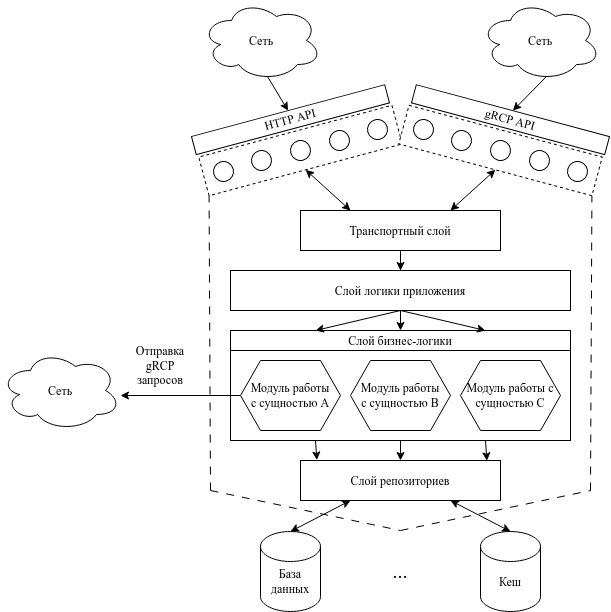 Сеть
Сеть
HTTP API
gRCP API
Транспортный слой
Слой логики приложения
Слой бизнес-логики
Отправка
gRCP
запросов
Сеть
Модуль работы
с сущностью A
Модуль работы
с сущностью B
Модуль работы с
сущностью C
Слой репозиториев
База
данных
...
Кеш